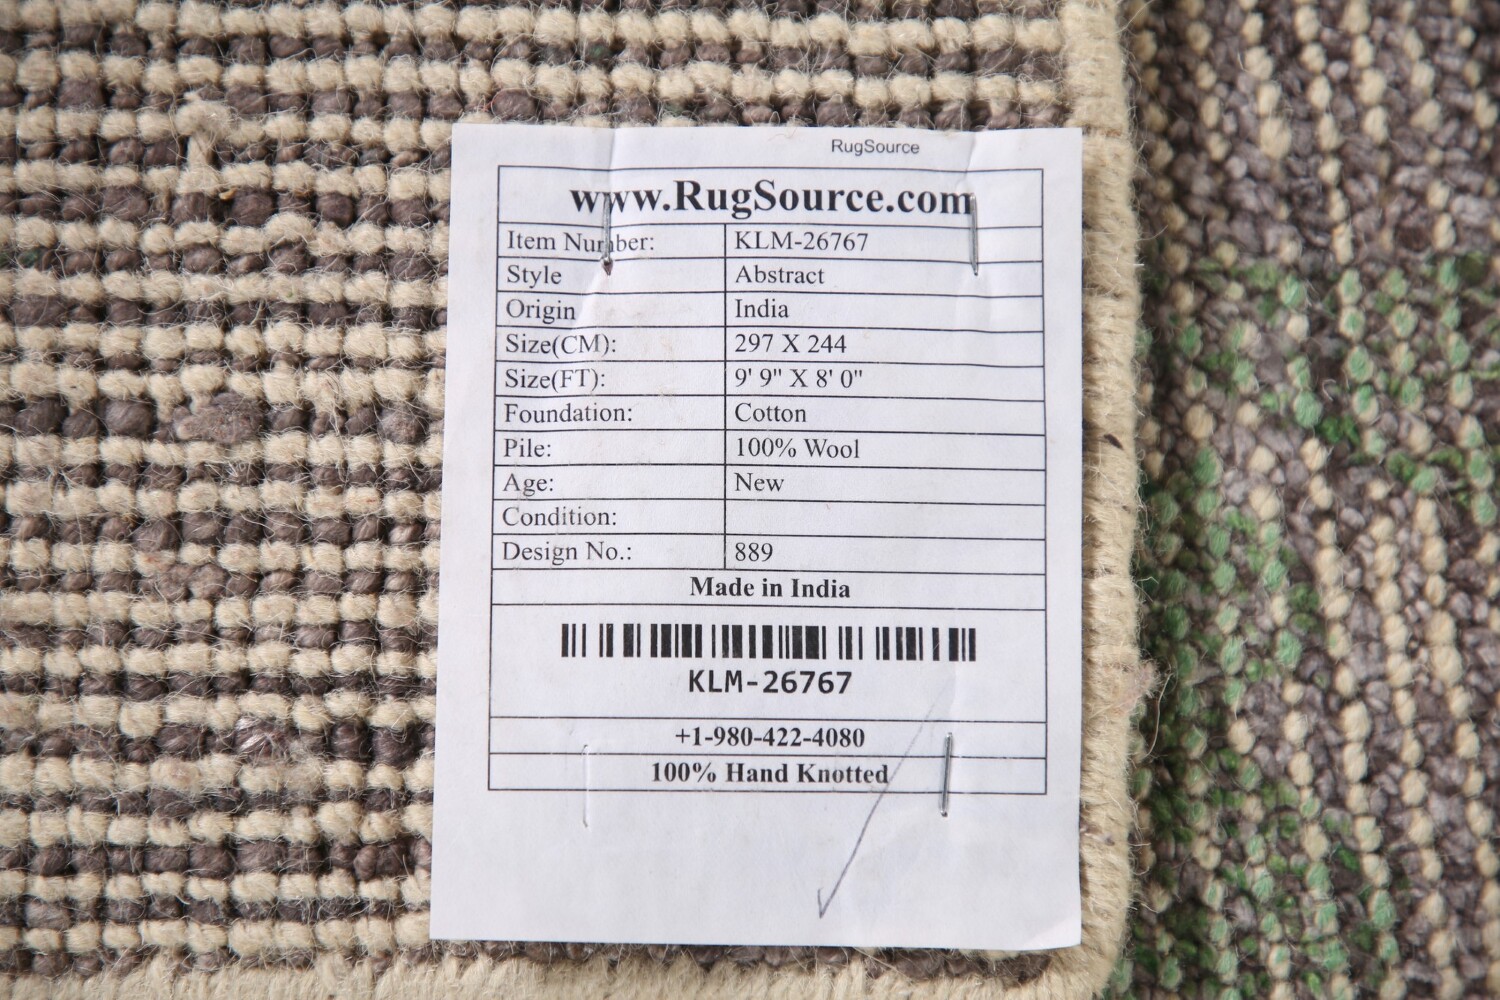 RugSource
www.RugSource.com
Item Number: KLM-26767
Style Abstract
Origin India
Size(CM): 297 X 244
Size(FT): 9' 9" X 8' 0"
Foundation: Cotton
Pile: 100% Wool
Age: New
Condition:
Design No.: 889
Made in India
KLM-26767
+1-980-422-4080
100% Hand Knotted